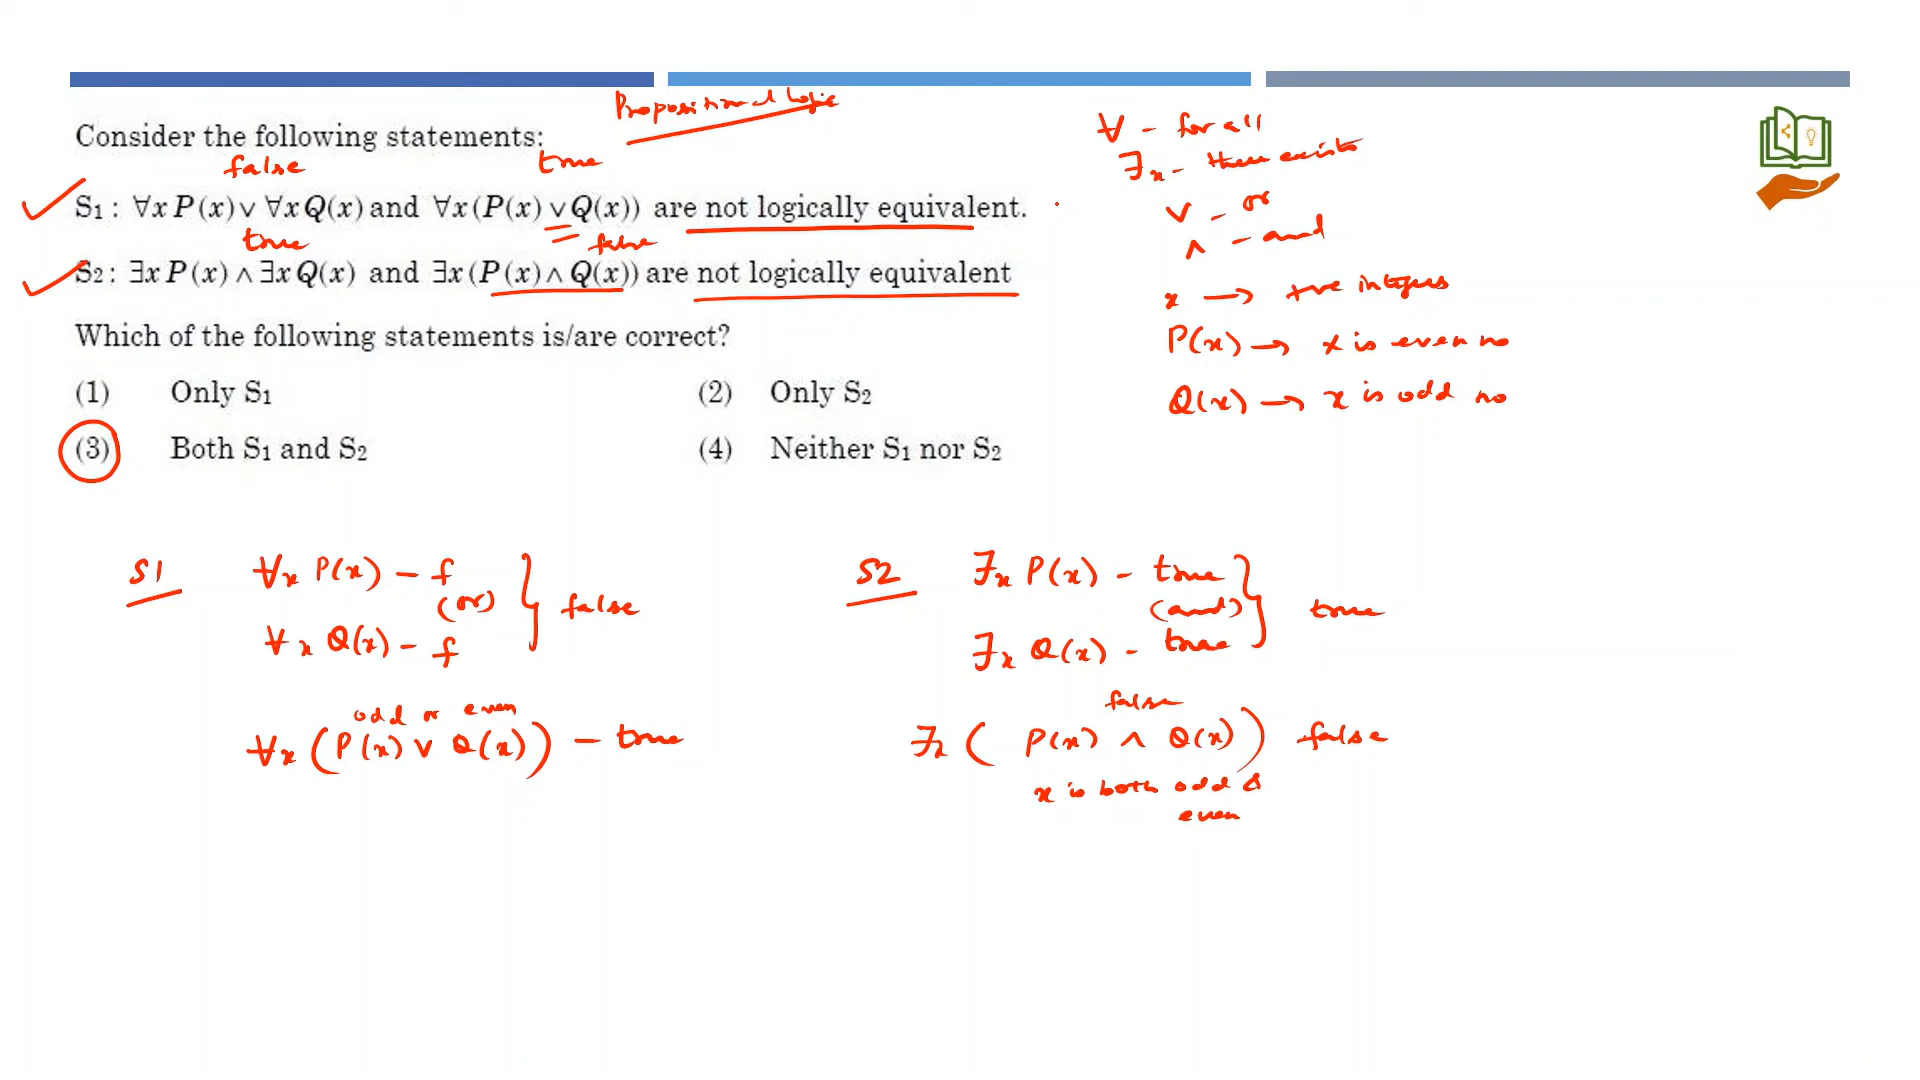 Propositional Logic
Consider the following statements:
false true
S1 : ∀x P(x) ∨ ∀x Q(x) and ∀x (P(x) ∨ Q(x)) are not logically equivalent.
true false
S2 : ∃x P(x) ∧ ∃x Q(x) and ∃x (P(x) ∧ Q(x)) are not logically equivalent
Which of the following statements is/are correct?
(1) Only S1 (2) Only S2
(3) Both S1 and S2 (4) Neither S1 nor S2
∀ - for all
∃x - there exists
∨ - or
∧ - and
x → +ve integers
P(x) → x is even no
Q(x) → x is odd no
S1 ∀x P(x) - f
(or) } false
∀x Q(x) - f
odd or even
∀x (P(x) ∨ Q(x)) - true
S2 ∃x P(x) - true
(and) } true
∃x Q(x) - true
false
∃x ( P(x) ∧ Q(x) ) false
x is both odd &
even